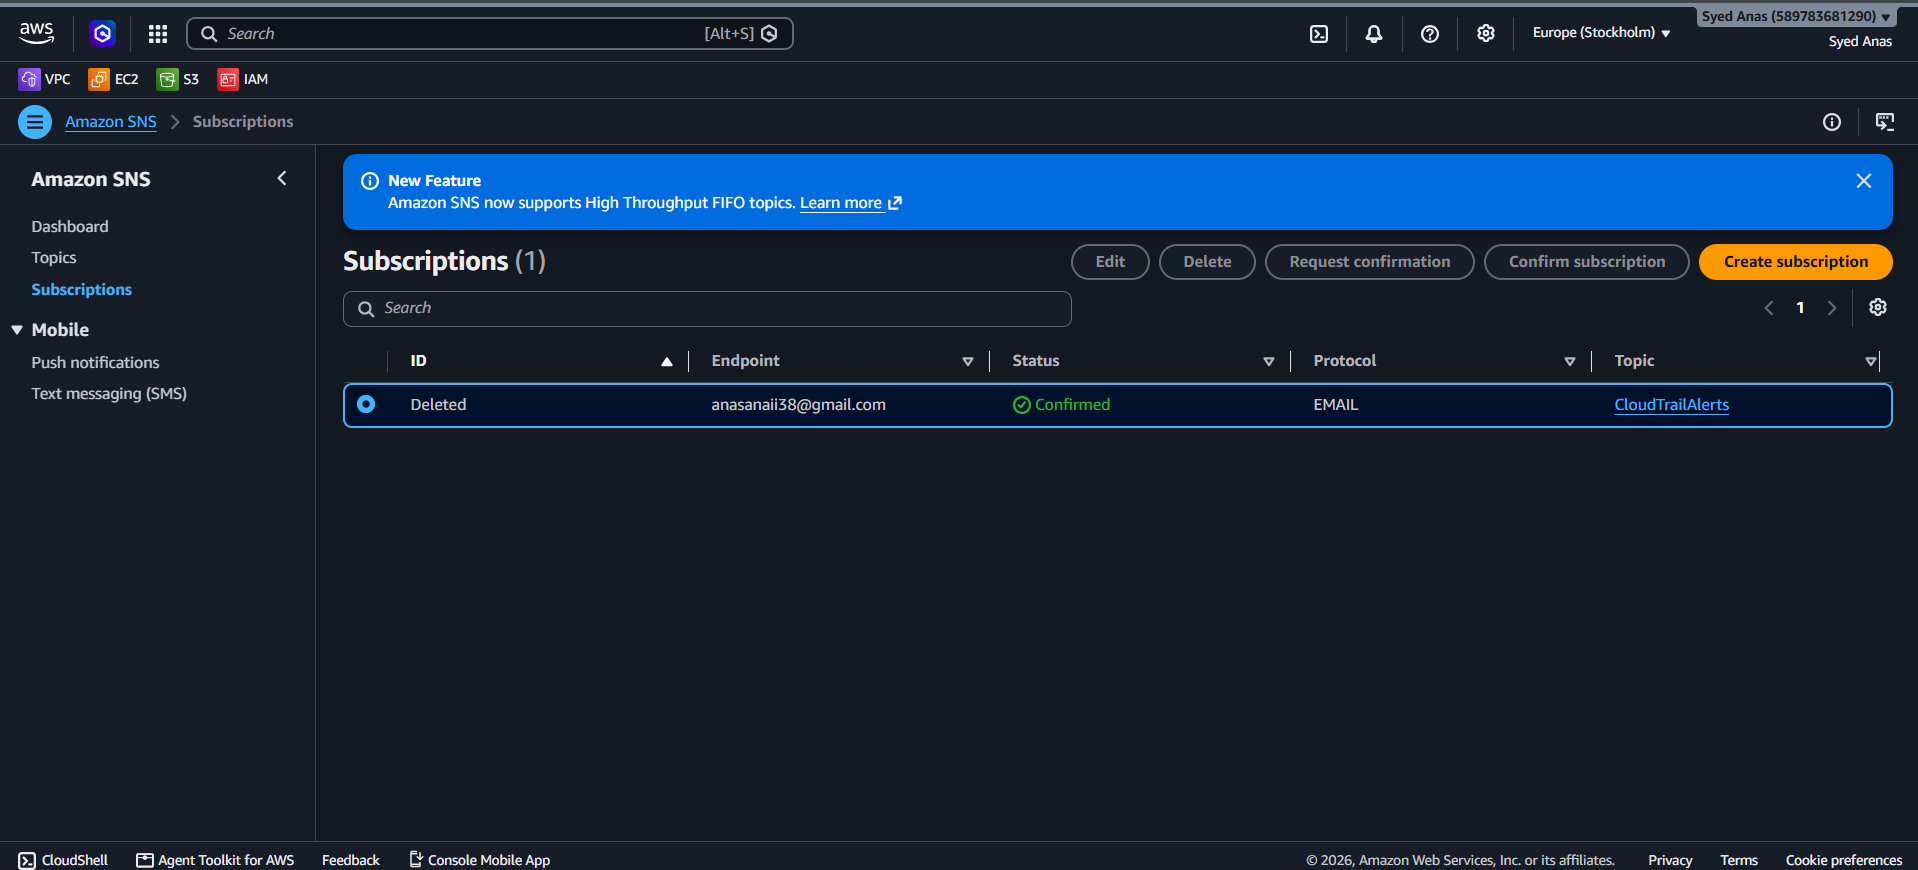 aws
Search
[Alt+S]
Europe (Stockholm)
Syed Anas (589783681290)
Syed Anas
VPC
EC2
S3
IAM
Amazon SNS
Subscriptions
Amazon SNS
Dashboard
Topics
Subscriptions
Mobile
Push notifications
Text messaging (SMS)
New Feature
Amazon SNS now supports High Throughput FIFO topics. Learn more
Subscriptions (1)
Edit
Delete
Request confirmation
Confirm subscription
Create subscription
Search
1
ID
Endpoint
Status
Protocol
Topic
Deleted
anasanaii38@gmail.com
Confirmed
EMAIL
CloudTrailAlerts
CloudShell
Agent Toolkit for AWS
Feedback
Console Mobile App
© 2026, Amazon Web Services, Inc. or its affiliates.
Privacy
Terms
Cookie preferences